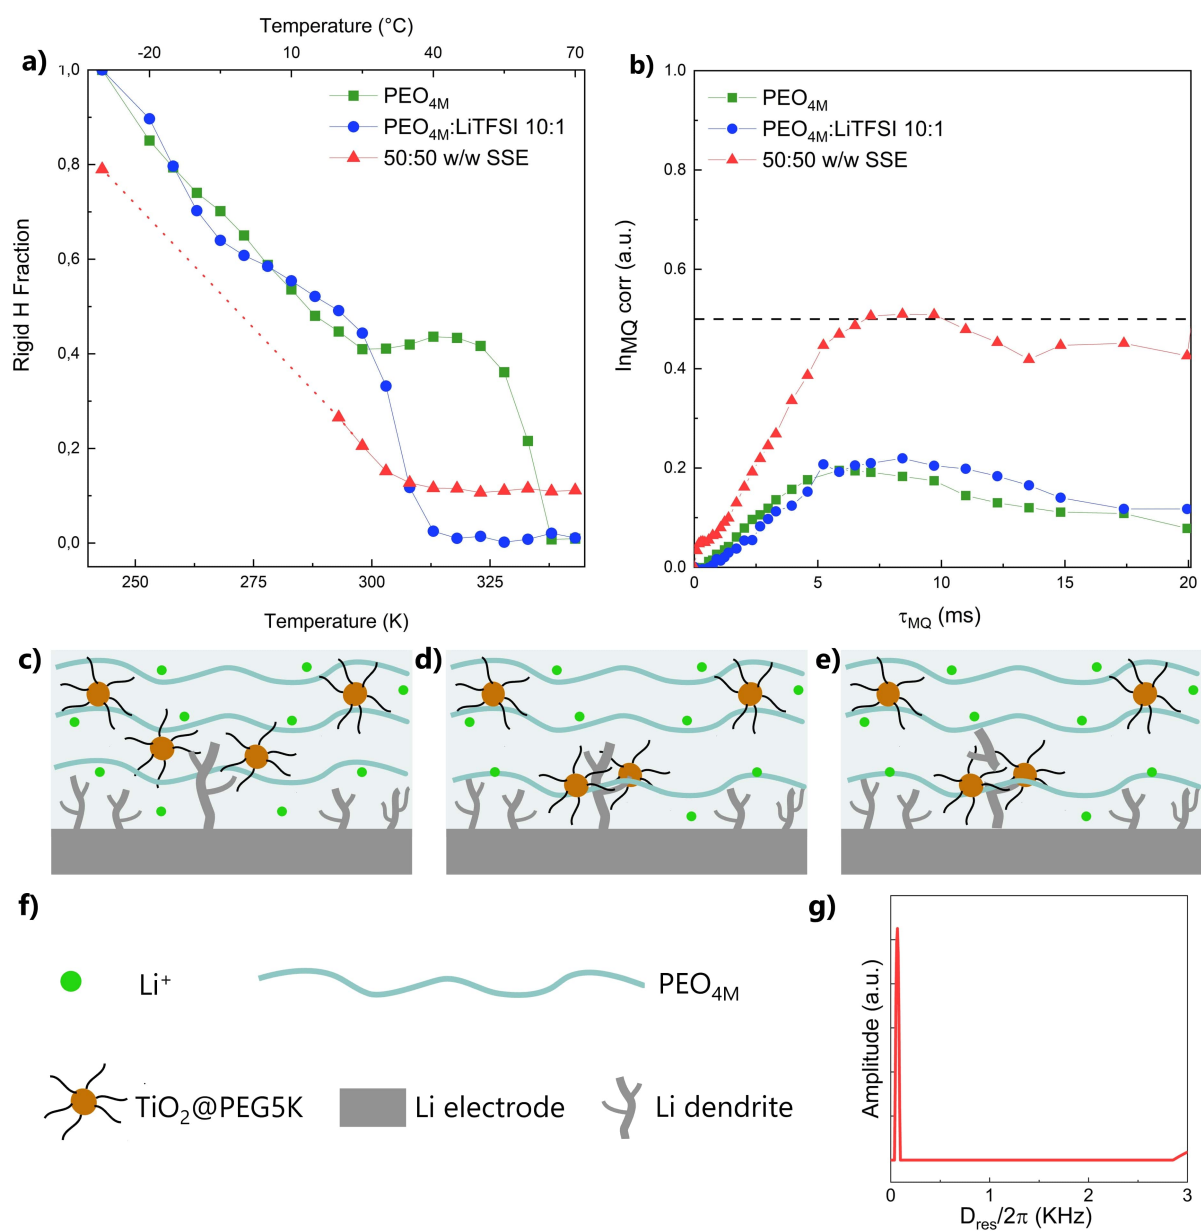 Temperature (°C)
-20 10 40 70
a)
1,0
0,8
0,6
0,4
0,2
0,0
Rigid H Fraction
PEO4M
PEO4M:LiTFSI 10:1
50:50 w/w SSE
250 275 300 325
Temperature (K)
b)
1.0
0.8
0.6
0.4
0.2
0.0
InMQ corr (a.u.)
PEO4M
PEO4M:LiTFSI 10:1
50:50 w/w SSE
0 5 10 15 20
τMQ (ms)
c)
d)
e)
f)
Li+
PEO4M
TiO2@PEG5K
Li electrode
Li dendrite
g)
Amplitude (a.u.)
0 1 2 3
Dres/2π (KHz)